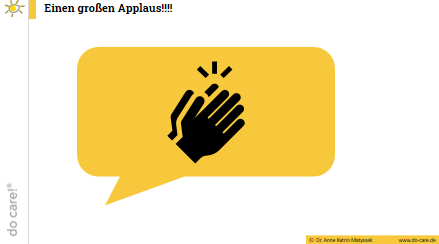 Einen großen Applaus!!!!
do care!®
© Dr. Anne Katrin Matyssek www.do-care.de